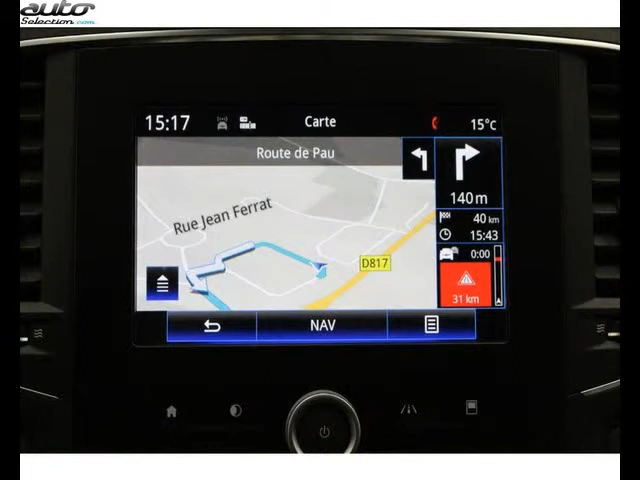 auto
Selection.com
15:17
Carte
15°C
Route de Pau
140 m
Rue Jean Ferrat
40 km
15:43
D817
0:00
31 km
NAV